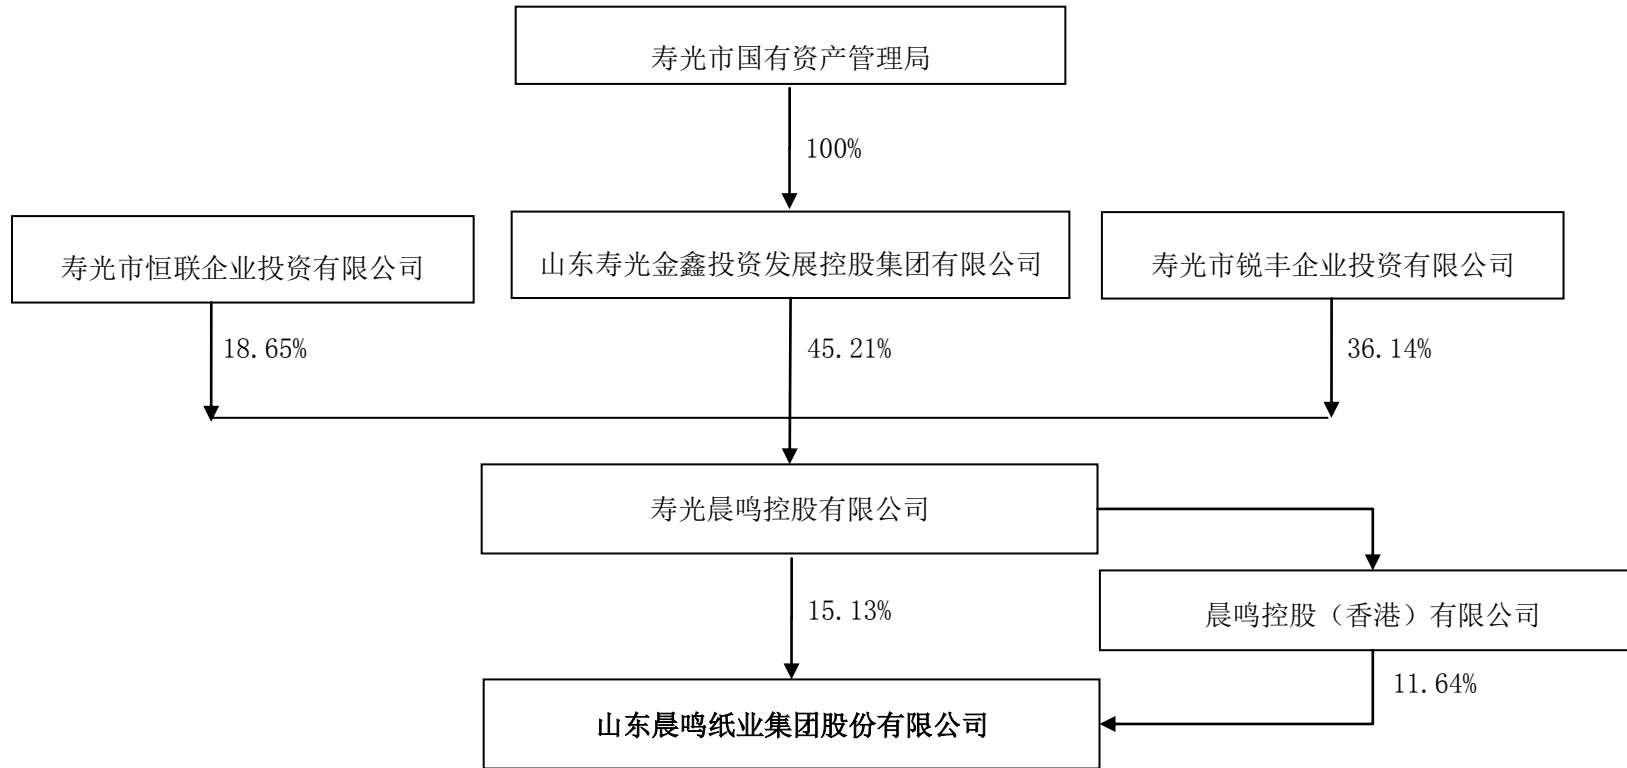 寿光市国有资产管理局
100%
寿光市恒联企业投资有限公司
山东寿光金鑫投资发展控股集团有限公司
寿光市锐丰企业投资有限公司
18.65%
45.21%
36.14%
寿光晨鸣控股有限公司
15.13%
晨鸣控股（香港）有限公司
11.64%
山东晨鸣纸业集团股份有限公司